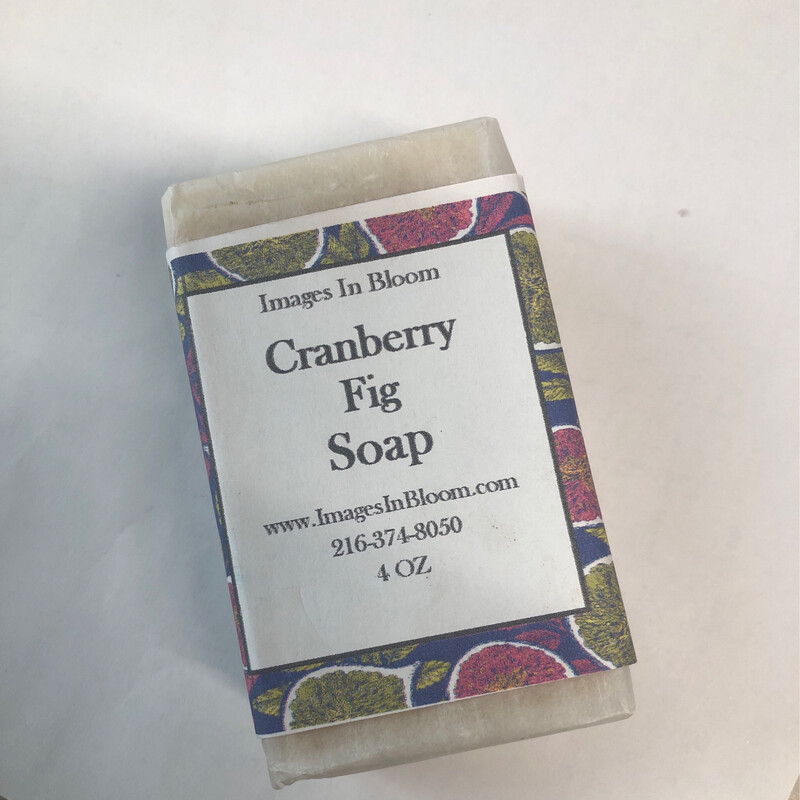 Images In Bloom
Cranberry
Fig
Soap
www.ImagesInBloom.com
216-374-8050
4 OZ